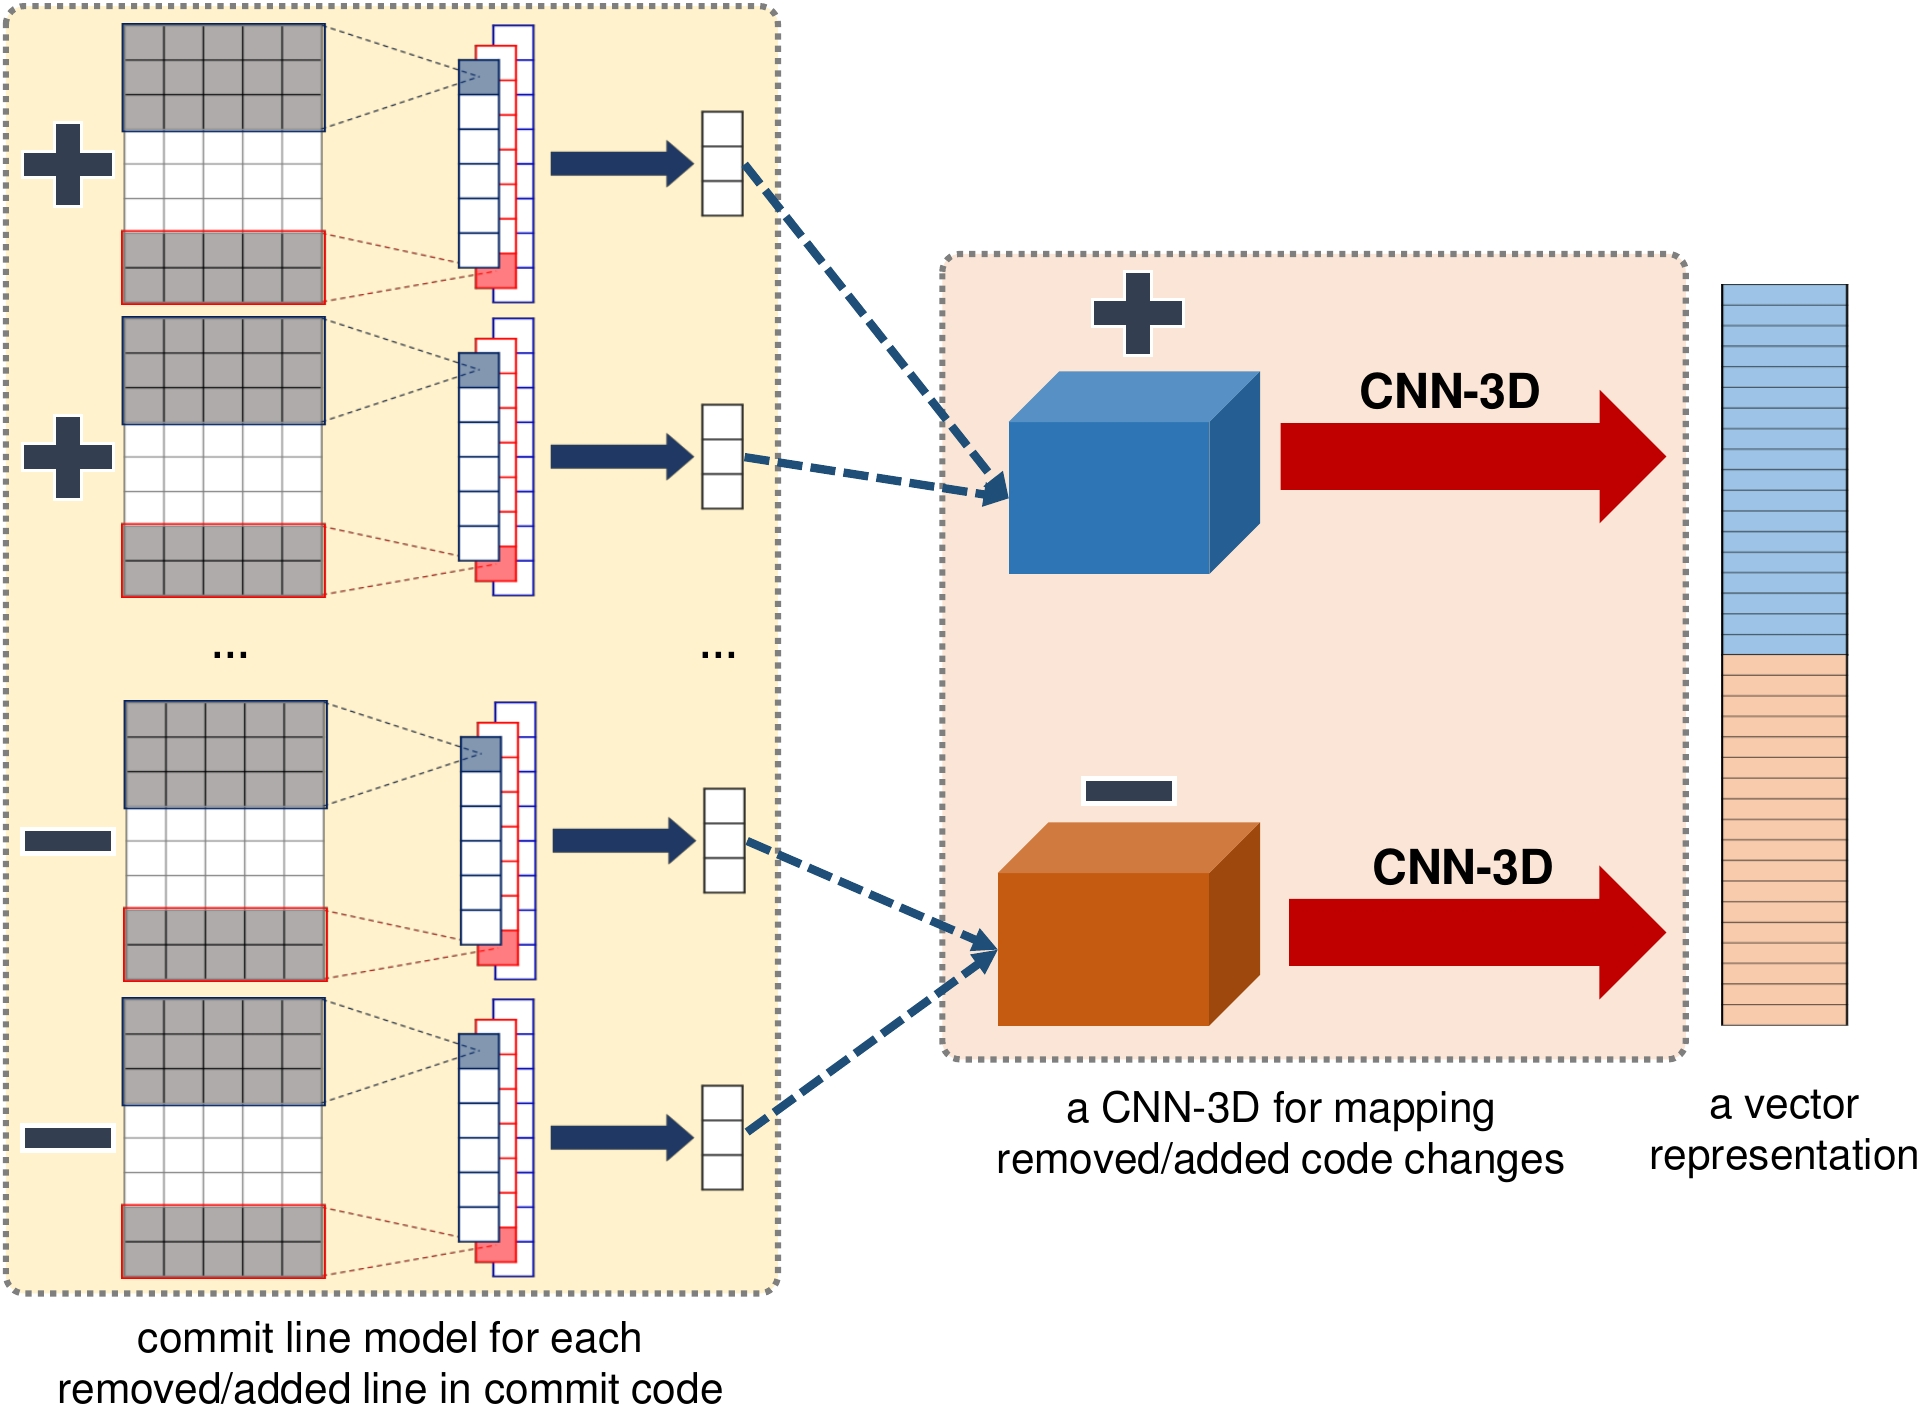 ...
...
commit line model for each
removed/added line in commit code
CNN-3D
CNN-3D
a CNN-3D for mapping
removed/added code changes
a vector
representation